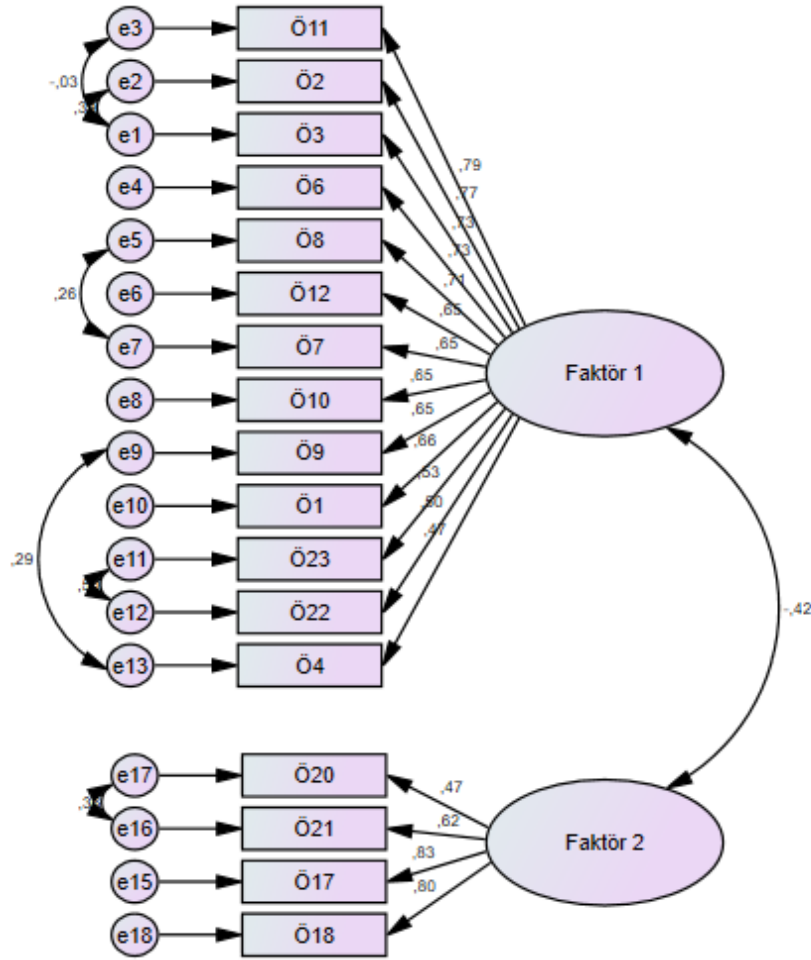 e3 Ö11
-,03
e2 Ö2
e1 Ö3
,79
e4 Ö6
,77
,73
e5 Ö8
,73
,71
,26 e6 Ö12
,65
e7 Ö7
,65
Faktör 1
e8 Ö10
,65
,65
e9 Ö9
,66
,53
e10 Ö1
,50
,47
,29 e11 Ö23
e12 Ö22
-,42
e13 Ö4
e17 Ö20
,47
e16 Ö21
,62
Faktör 2
,83
e15 Ö17
,80
e18 Ö18